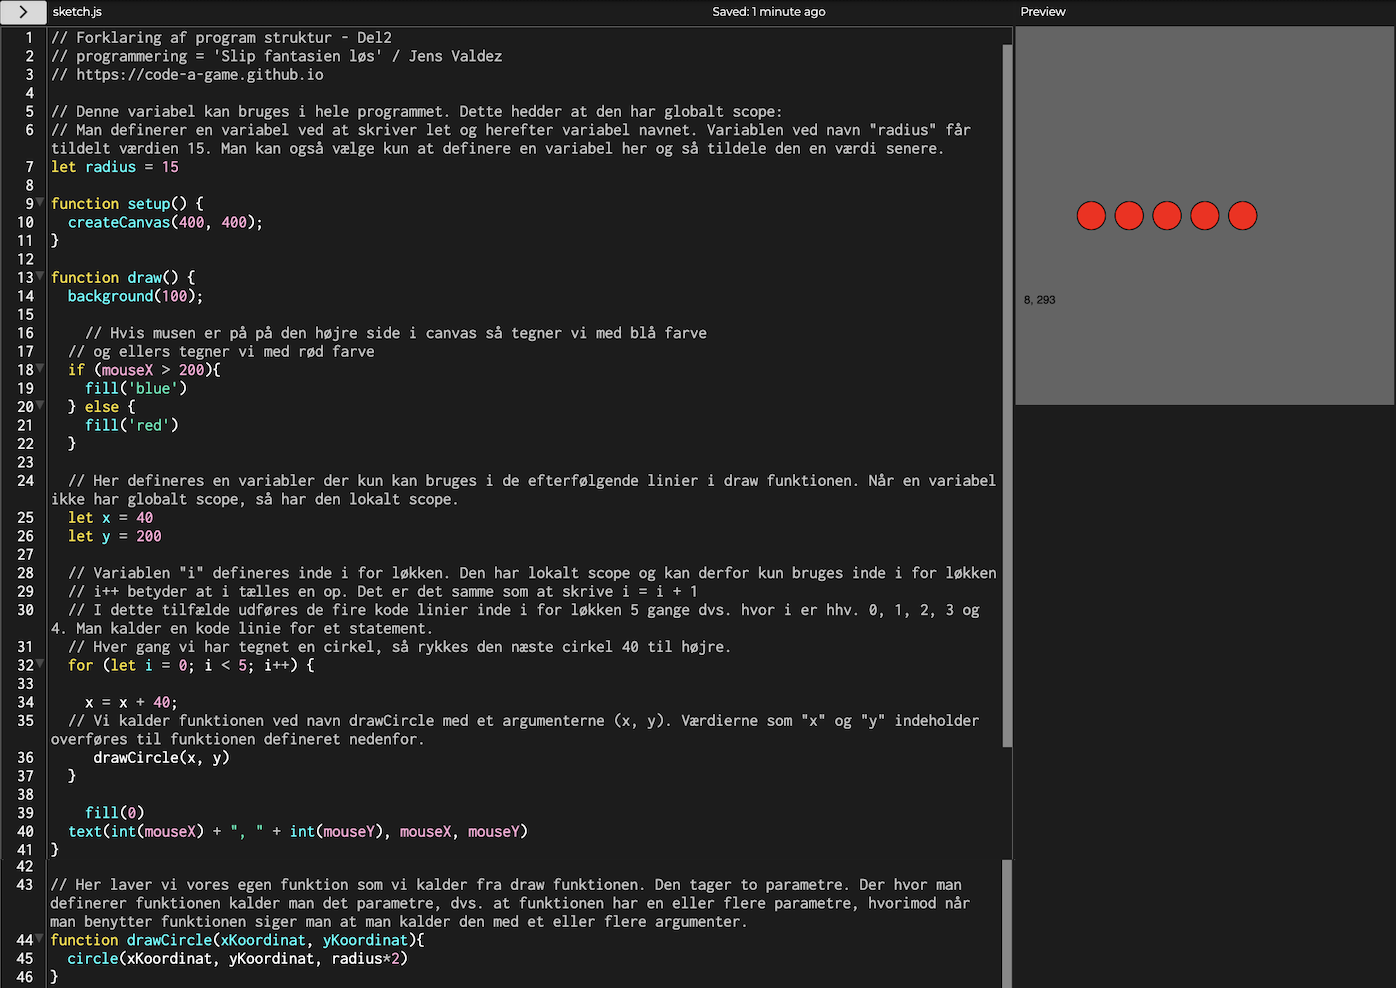 sketch.js
Saved: 1 minute ago
Preview
1 // Forklaring af program struktur - Del2
2 // programmering = 'Slip fantasien løs' / Jens Valdez
3 // https://code-a-game.github.io
4
5 // Denne variabel kan bruges i hele programmet. Dette hedder at den har globalt scope:
6 // Man definerer en variabel ved at skriver let og herefter variabel navnet. Variablen ved navn "radius" får
tildelt værdien 15. Man kan også vælge kun at definere en variabel her og så tildele den en værdi senere.
7 let radius = 15
8
9 function setup() {
10   createCanvas(400, 400);
11 }
12
13 function draw() {
14   background(100);
15
16     // Hvis musen er på på den højre side i canvas så tegner vi med blå farve
17   // og ellers tegner vi med rød farve
18   if (mouseX > 200){
19     fill('blue')
20   } else {
21     fill('red')
22   }
23
24   // Her defineres en variabler der kun kan bruges i de efterfølgende linier i draw funktionen. Når en variabel
ikke har globalt scope, så har den lokalt scope.
25   let x = 40
26   let y = 200
27
28   // Variablen "i" defineres inde i for løkken. Den har lokalt scope og kan derfor kun bruges inde i for løkken
29   // i++ betyder at i tælles en op. Det er det samme som at skrive i = i + 1
30   // I dette tilfælde udføres de fire kode linier inde i for løkken 5 gange dvs. hvor i er hhv. 0, 1, 2, 3 og
4. Man kalder en kode linie for et statement.
31   // Hver gang vi har tegnet en cirkel, så rykkes den næste cirkel 40 til højre.
32   for (let i = 0; i < 5; i++) {
33
34     x = x + 40;
35   // Vi kalder funktionen ved navn drawCircle med et argumenterne (x, y). Værdierne som "x" og "y" indeholder
overføres til funktionen defineret nedenfor.
36      drawCircle(x, y)
37   }
38
39     fill(0)
40   text(int(mouseX) + ", " + int(mouseY), mouseX, mouseY)
41 }
42
43 // Her laver vi vores egen funktion som vi kalder fra draw funktionen. Den tager to parametre. Der hvor man
definerer funktionen kalder man det parametre, dvs. at funktionen har en eller flere parametre, hvorimod når
man benytter funktionen siger man at man kalder den med et eller flere argumenter.
44 function drawCircle(xKoordinat, yKoordinat){
45   circle(xKoordinat, yKoordinat, radius*2)
46 }
8, 293